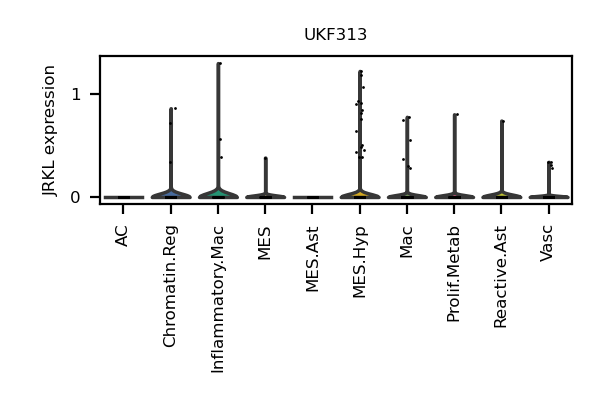 UKF313
JRKL expression
1
0
AC
Chromatin.Reg
Inflammatory.Mac
MES
MES.Ast
MES.Hyp
Mac
Prolif.Metab
Reactive.Ast
Vasc